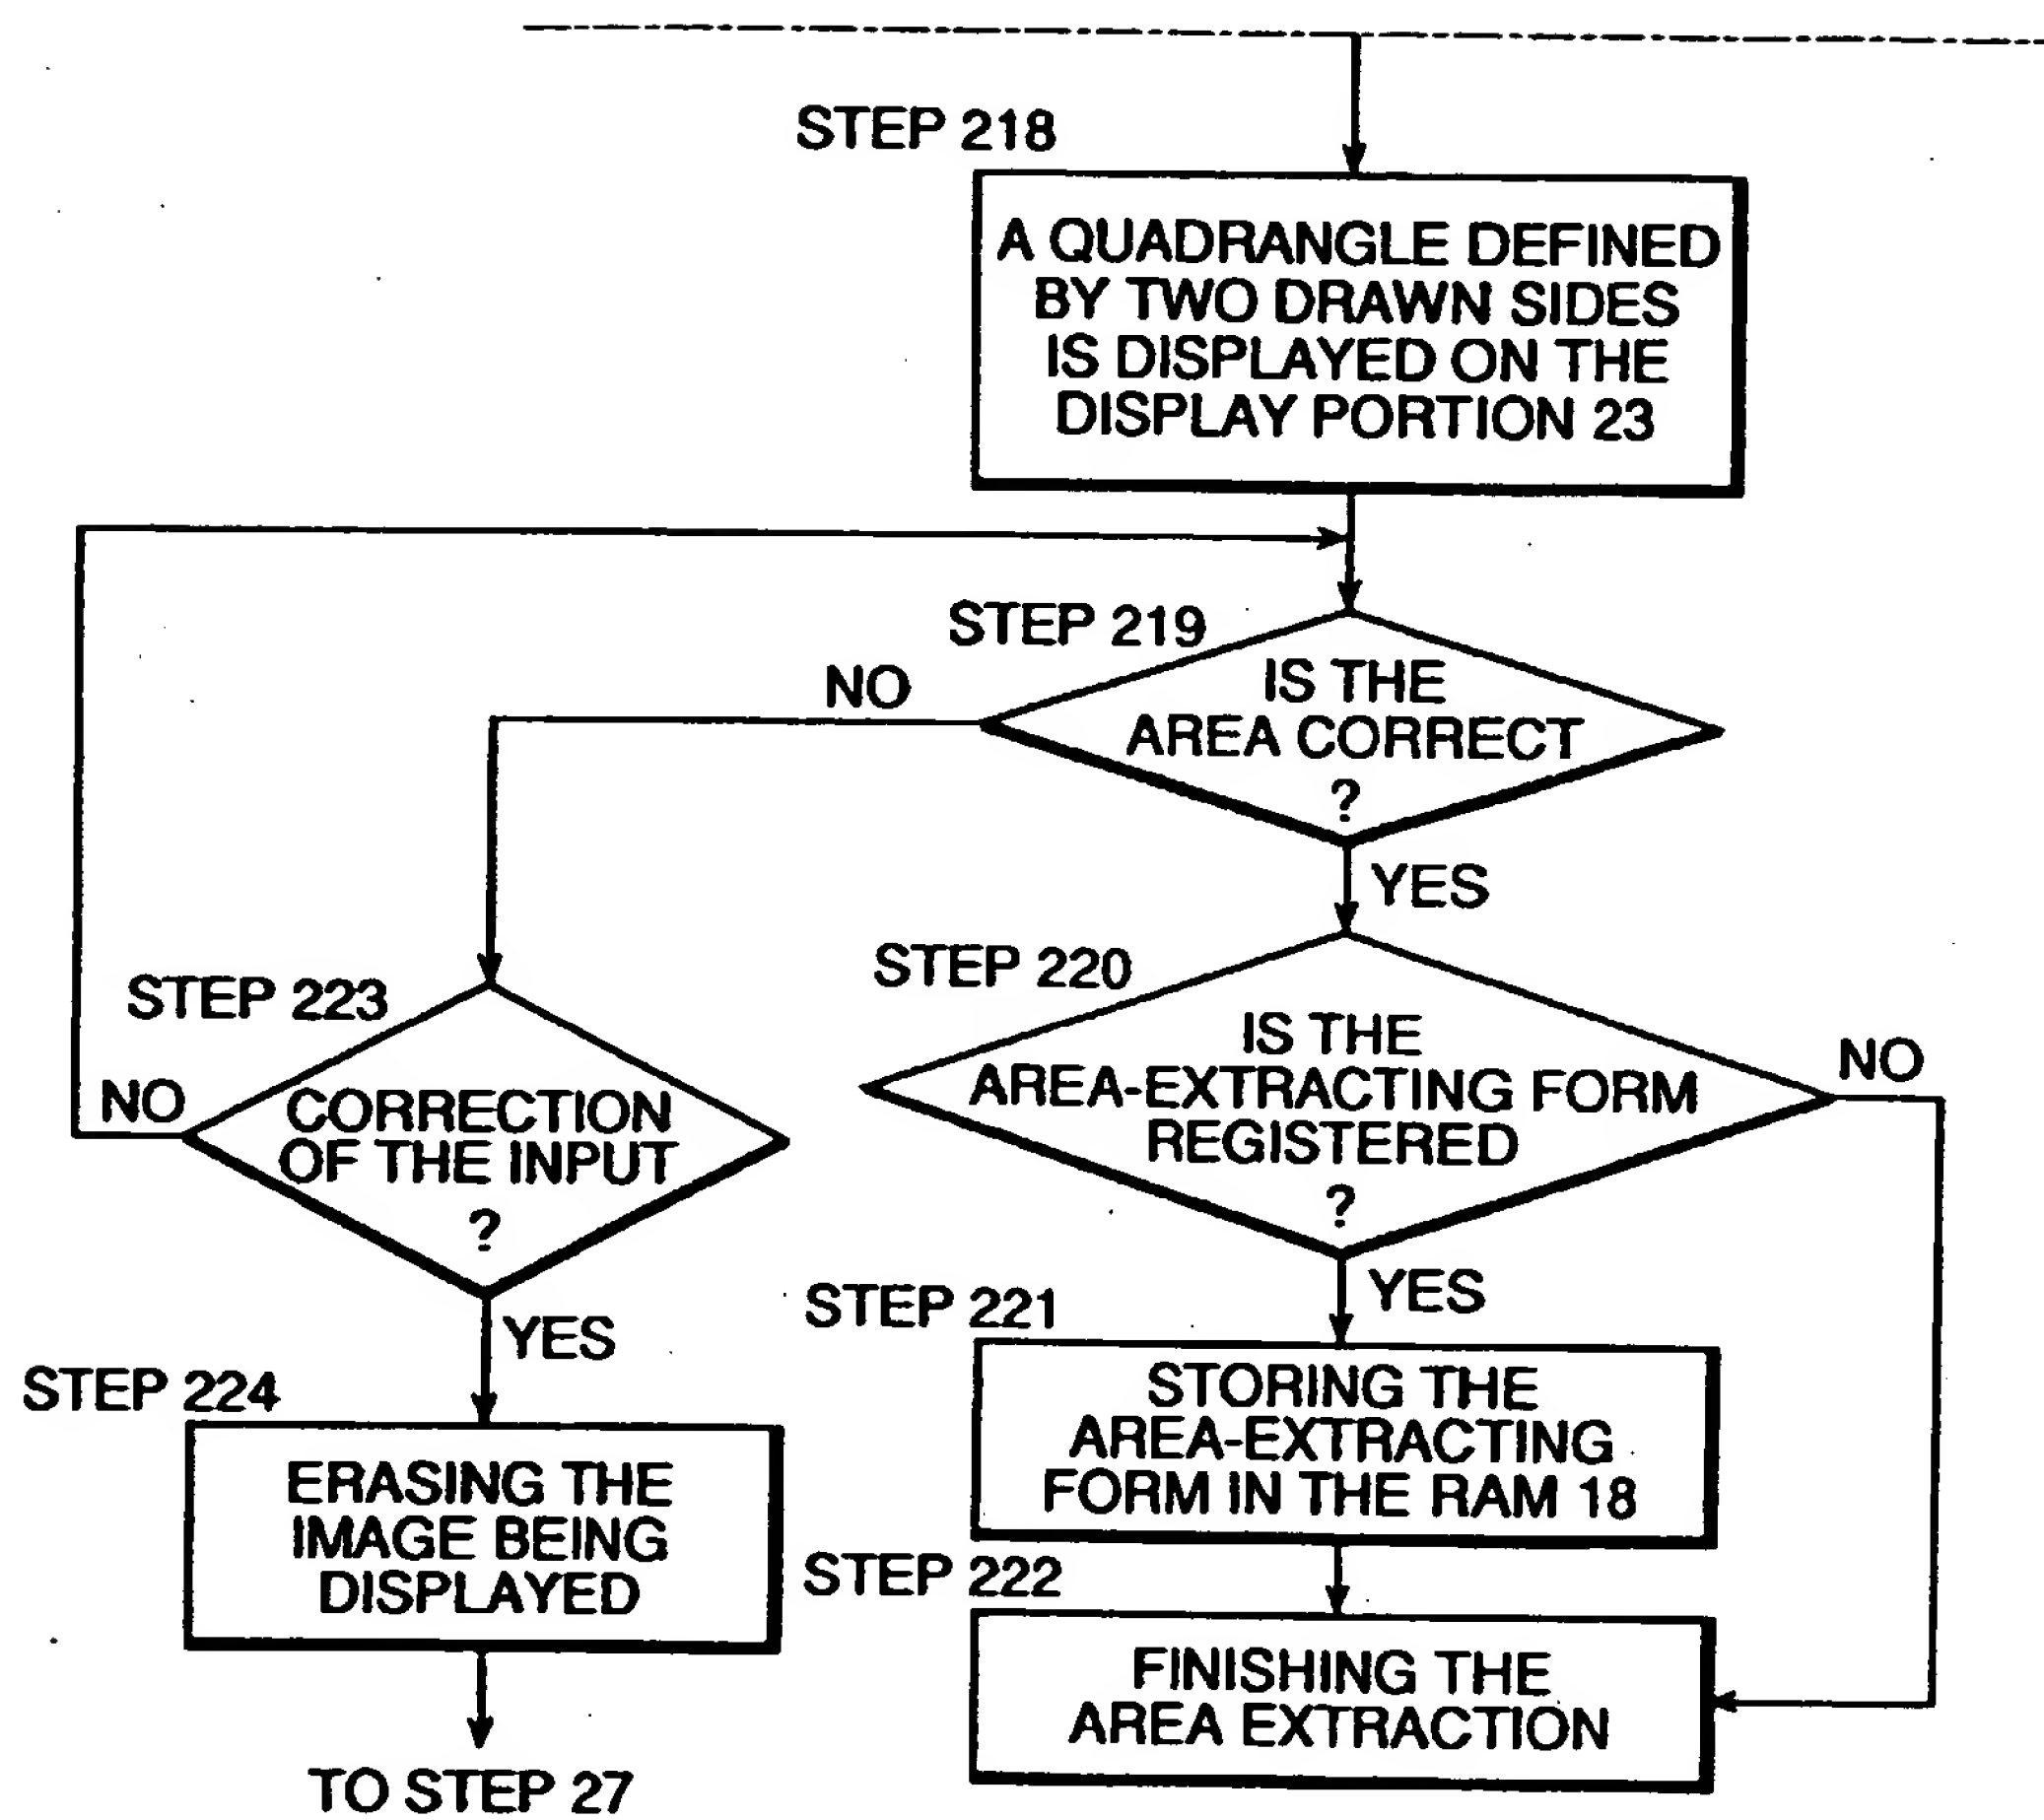 STEP 218
A QUADRANGLE DEFINED
BY TWO DRAWN SIDES
IS DISPLAYED ON THE
DISPLAY PORTION 23
STEP 219
IS THE
AREA CORRECT
?
NO
YES
STEP 220
IS THE
AREA-EXTRACTING FORM
REGISTERED
?
NO
YES
STEP 223
CORRECTION
OF THE INPUT
?
NO
YES
STEP 221
STORING THE
AREA-EXTRACTING
FORM IN THE RAM 18
STEP 224
ERASING THE
IMAGE BEING
DISPLAYED
STEP 222
FINISHING THE
AREA EXTRACTION
TO STEP 27